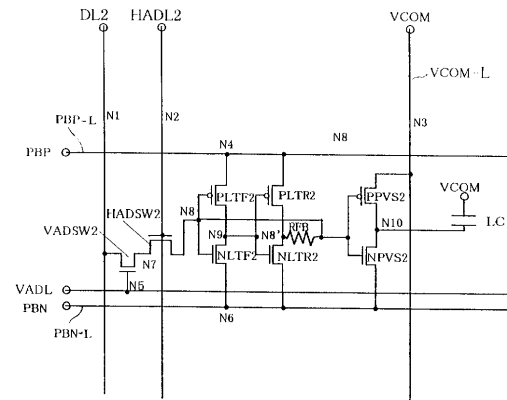 DL2 HADL2 VCOM
VCOM-L
N1 N2 N3
PBP-L
PBP
N4 N8
PLTF2 PLTR2 PPVS2
VCOM
HADSW2
VADSW2
N8
RFB
N9 N8' N10 LC
NLTF2 NLTR2 NPVS2
N7
N5
VADL
PBN
N6
PBN-L